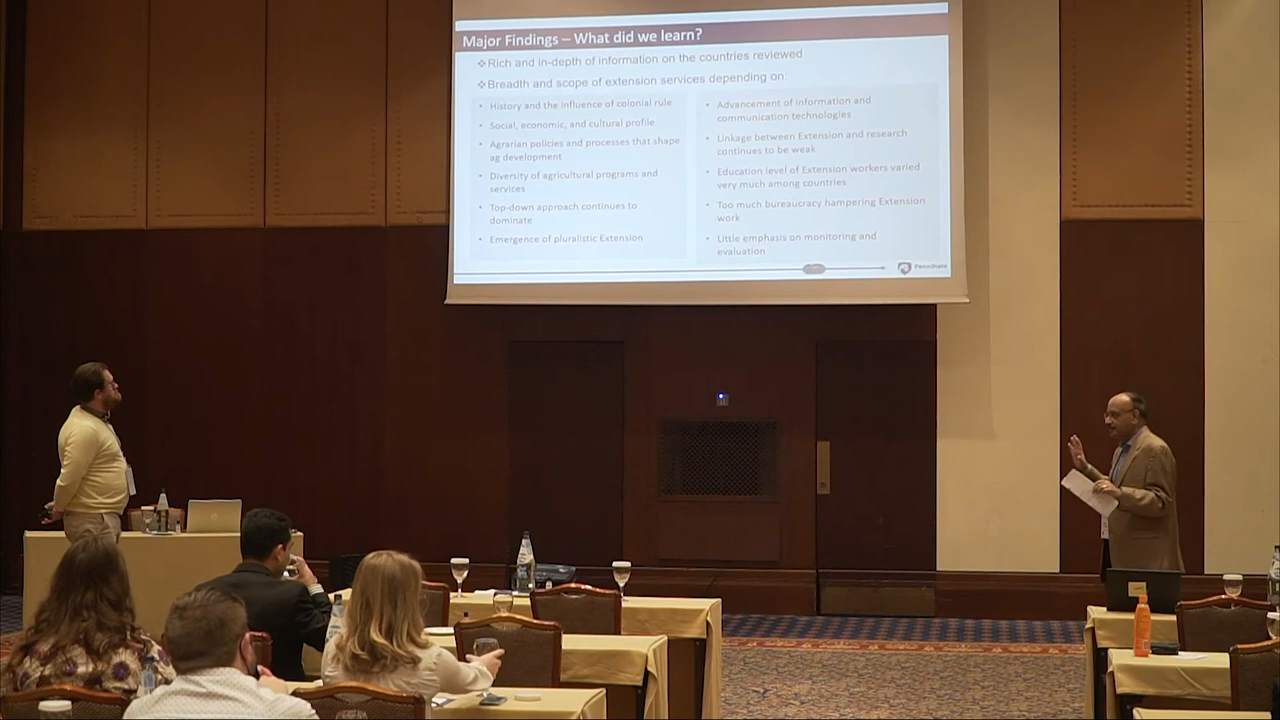 Major Findings – What did we learn?
❖Rich and in-depth of information on the countries reviewed
❖Breadth and scope of extension services depending on:
• History and the influence of colonial rule
• Social, economic, and cultural profile
• Agrarian policies and processes that shape
ag development
• Diversity of agricultural programs and
services
• Top-down approach continues to
dominate
• Emergence of pluralistic Extension
• Advancement of information and
communication technologies
• Linkage between Extension and research
continues to be weak
• Education level of Extension workers varied
very much among countries
• Too much bureaucracy hampering Extension
work
• Little emphasis on monitoring and
evaluation
PennState